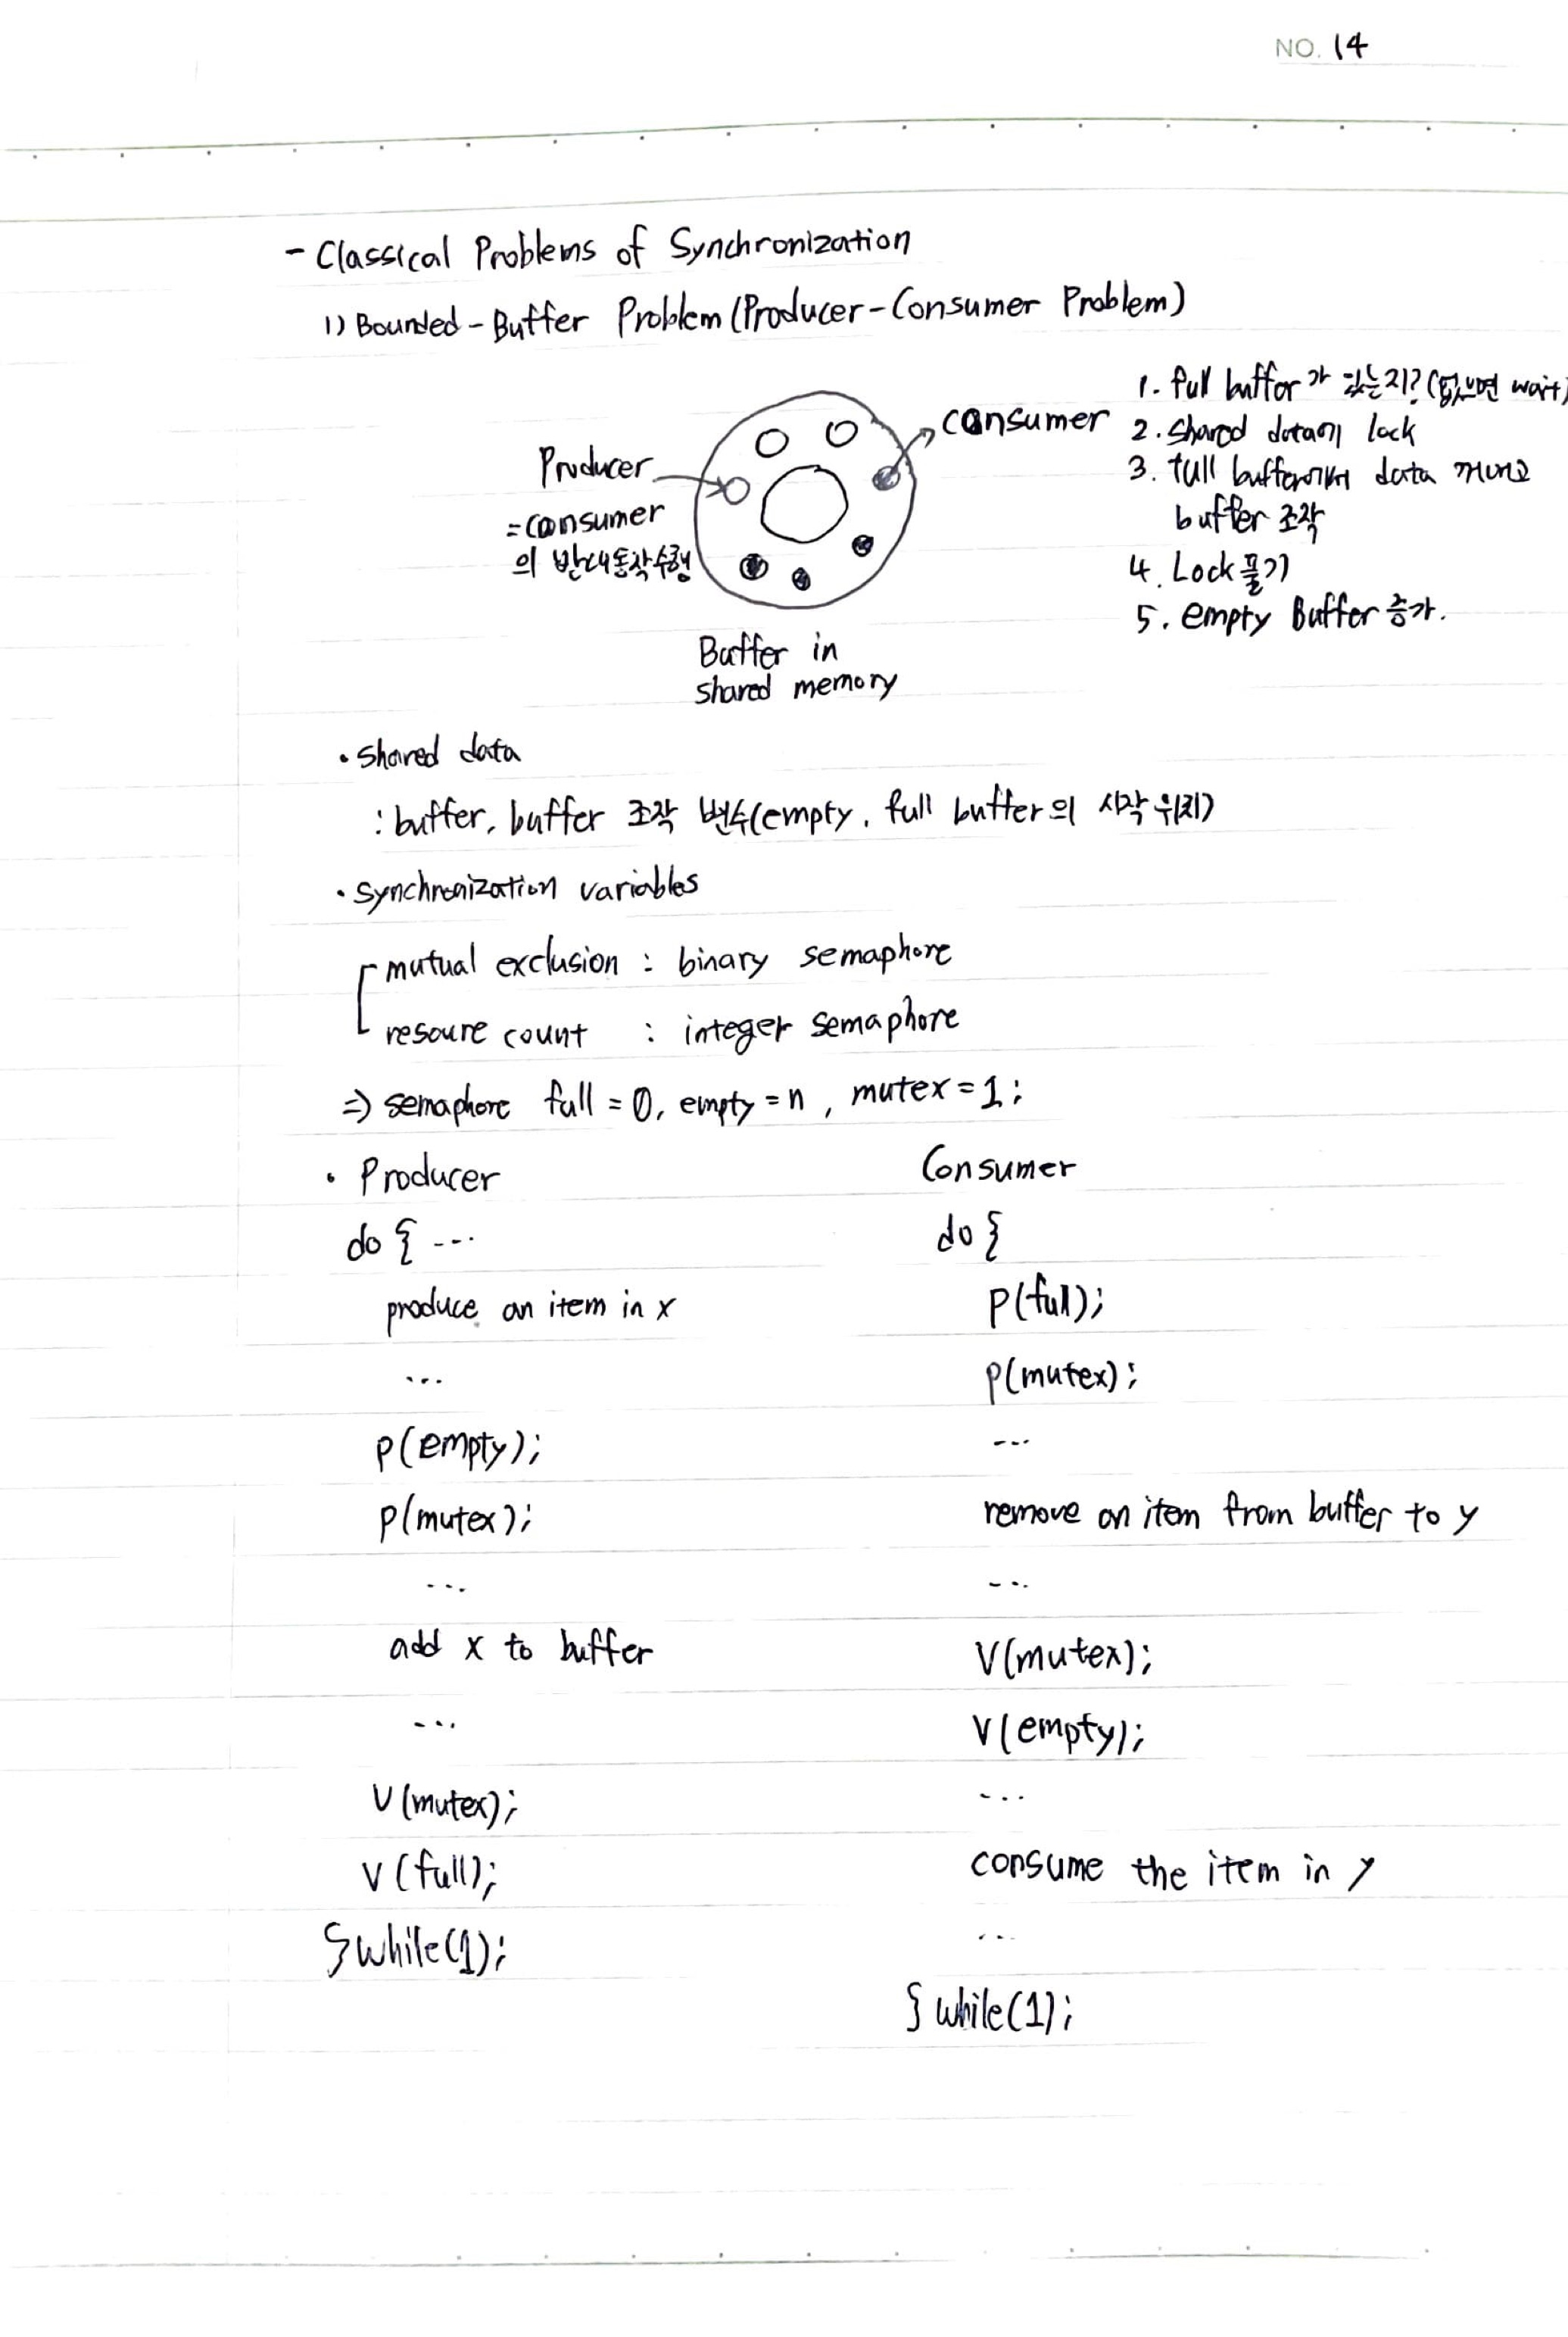 NO. 14
- Classical Problems of Synchronization
1) Bounded-Buffer Problem (Producer-Consumer Problem)
Producer
= consumer
의 반대동작수행
consumer
1. full buffer가 있는지? (없으면 wait)
2. shared data에 lock
3. full buffer에서 data 꺼내고
buffer 조작
4. Lock 풀기
5. empty Buffer 증가.
Buffer in
shared memory
• shared data
: buffer, buffer 조작 변수(empty, full buffer의 시작 위치)
• synchronization variables
mutual exclusion : binary semaphore
resoure count : integer semaphore
=> semaphore full = 0, empty = n, mutex = 1;
• Producer
do { ...
produce an item in x
...
P(empty);
P(mutex);
...
add x to buffer
...
V(mutex);
V(full);
} while(1);
Consumer
do {
P(full);
P(mutex);
...
remove an item from buffer to y
...
V(mutex);
V(empty);
...
consume the item in y
...
} while(1);